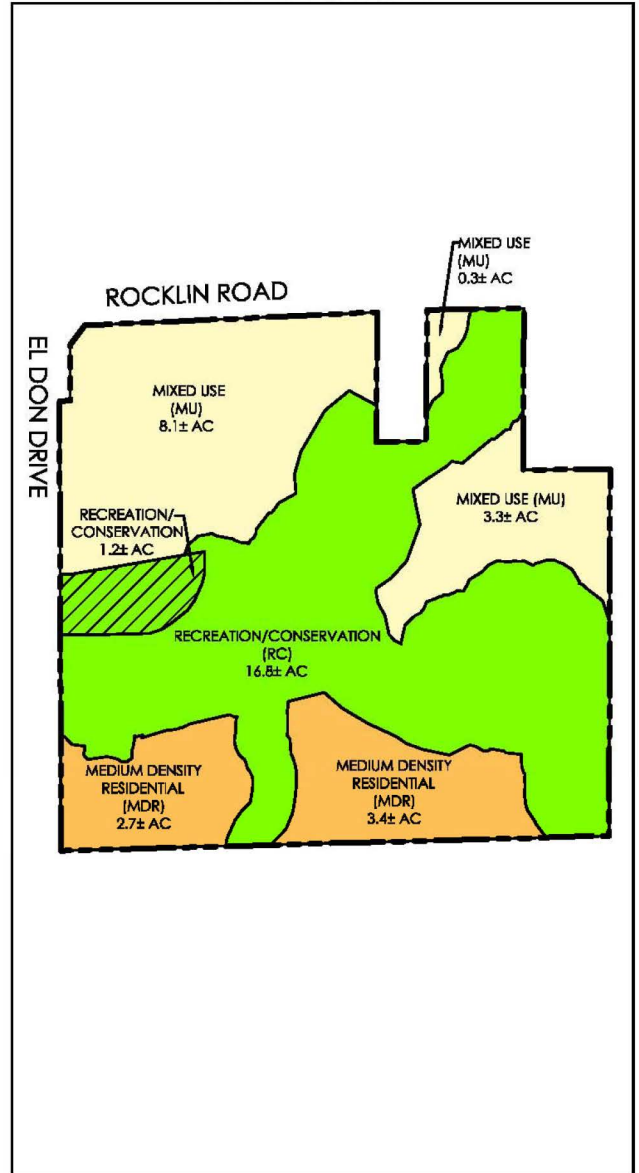 MIXED USE
(MU)
0.3± AC
ROCKLIN ROAD
EL DON DRIVE
MIXED USE
(MU)
8.1± AC
MIXED USE (MU)
3.3± AC
RECREATION/
CONSERVATION
1.2± AC
RECREATION/CONSERVATION
(RC)
16.8± AC
MEDIUM DENSITY
RESIDENTIAL
(MDR)
2.7± AC
MEDIUM DENSITY
RESIDENTIAL
(MDR)
3.4± AC